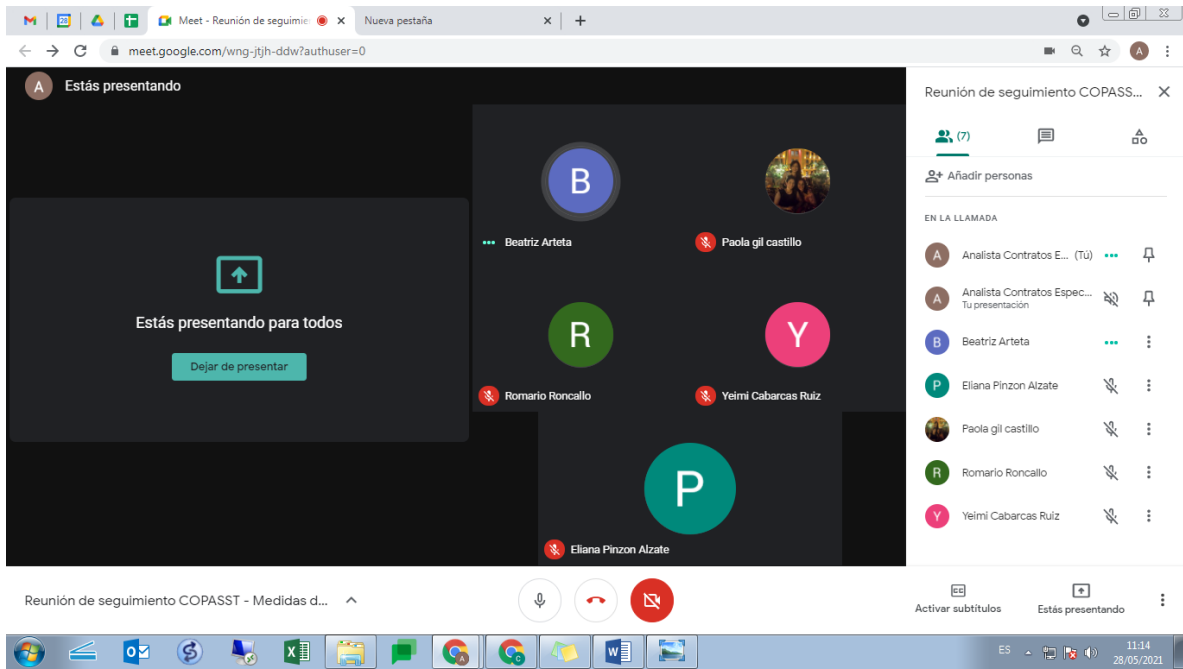 M
28
Meet - Reunión de seguimie
Nueva pestaña
meet.google.com/wng-jtjh-ddw?authuser=0
A
A
Estás presentando
Estás presentando para todos
Dejar de presentar
B
Beatriz Arteta
Paola gil castillo
R
Romario Roncallo
Y
Yeimi Cabarcas Ruiz
P
Eliana Pinzon Alzate
Reunión de seguimiento COPASS...
(7)
Añadir personas
EN LA LLAMADA
A
Analista Contratos E... (Tú)
A
Analista Contratos Espec...
Tu presentación
B
Beatriz Arteta
P
Eliana Pinzon Alzate
Paola gil castillo
R
Romario Roncallo
Y
Yeimi Cabarcas Ruiz
Reunión de seguimiento COPASST - Medidas d...
CC
Activar subtítulos
Estás presentando
ES
11:14
28/05/2021